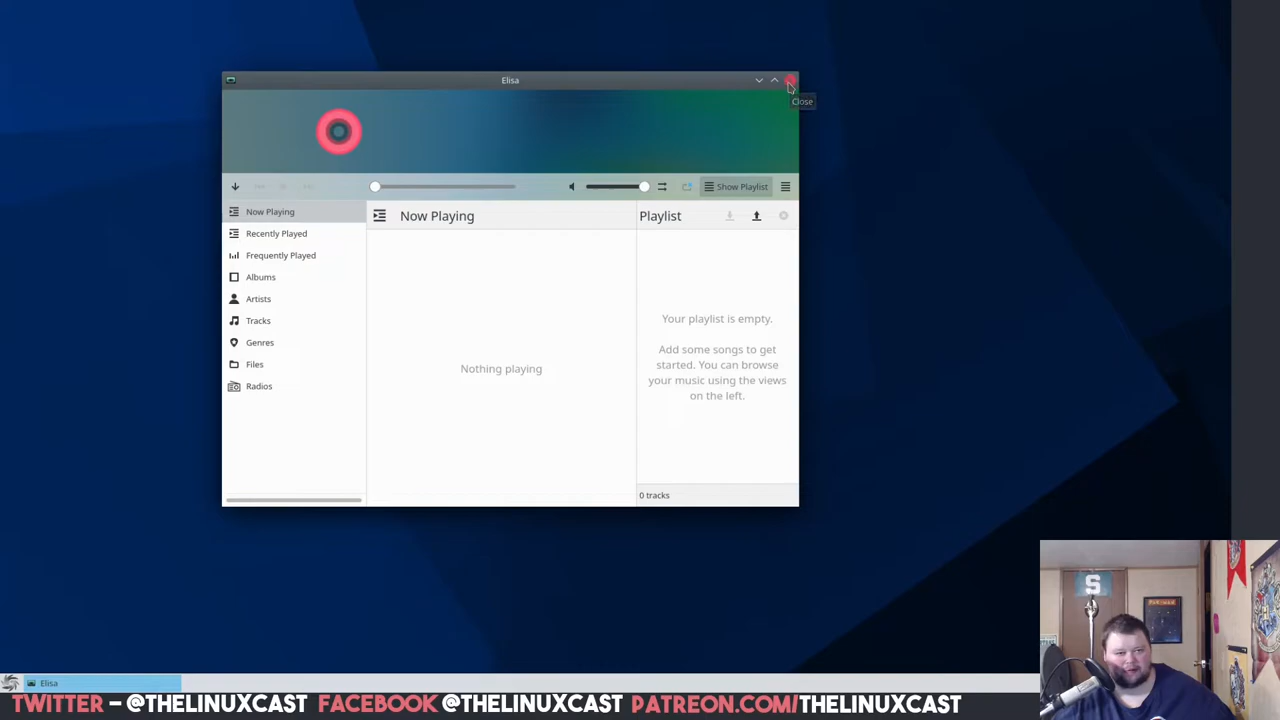 Elisa
Close
Show Playlist
Now Playing
Recently Played
Frequently Played
Albums
Artists
Tracks
Genres
Files
Radios
Now Playing
Nothing playing
Playlist
Your playlist is empty.
Add some songs to get
started. You can browse
your music using the views
on the left.
0 tracks
S
PAC-MAN
Elisa
TWITTER – @THELINUXCAST FACEBOOK @THELINUXCAST PATREON.COM/THELINUXCAST